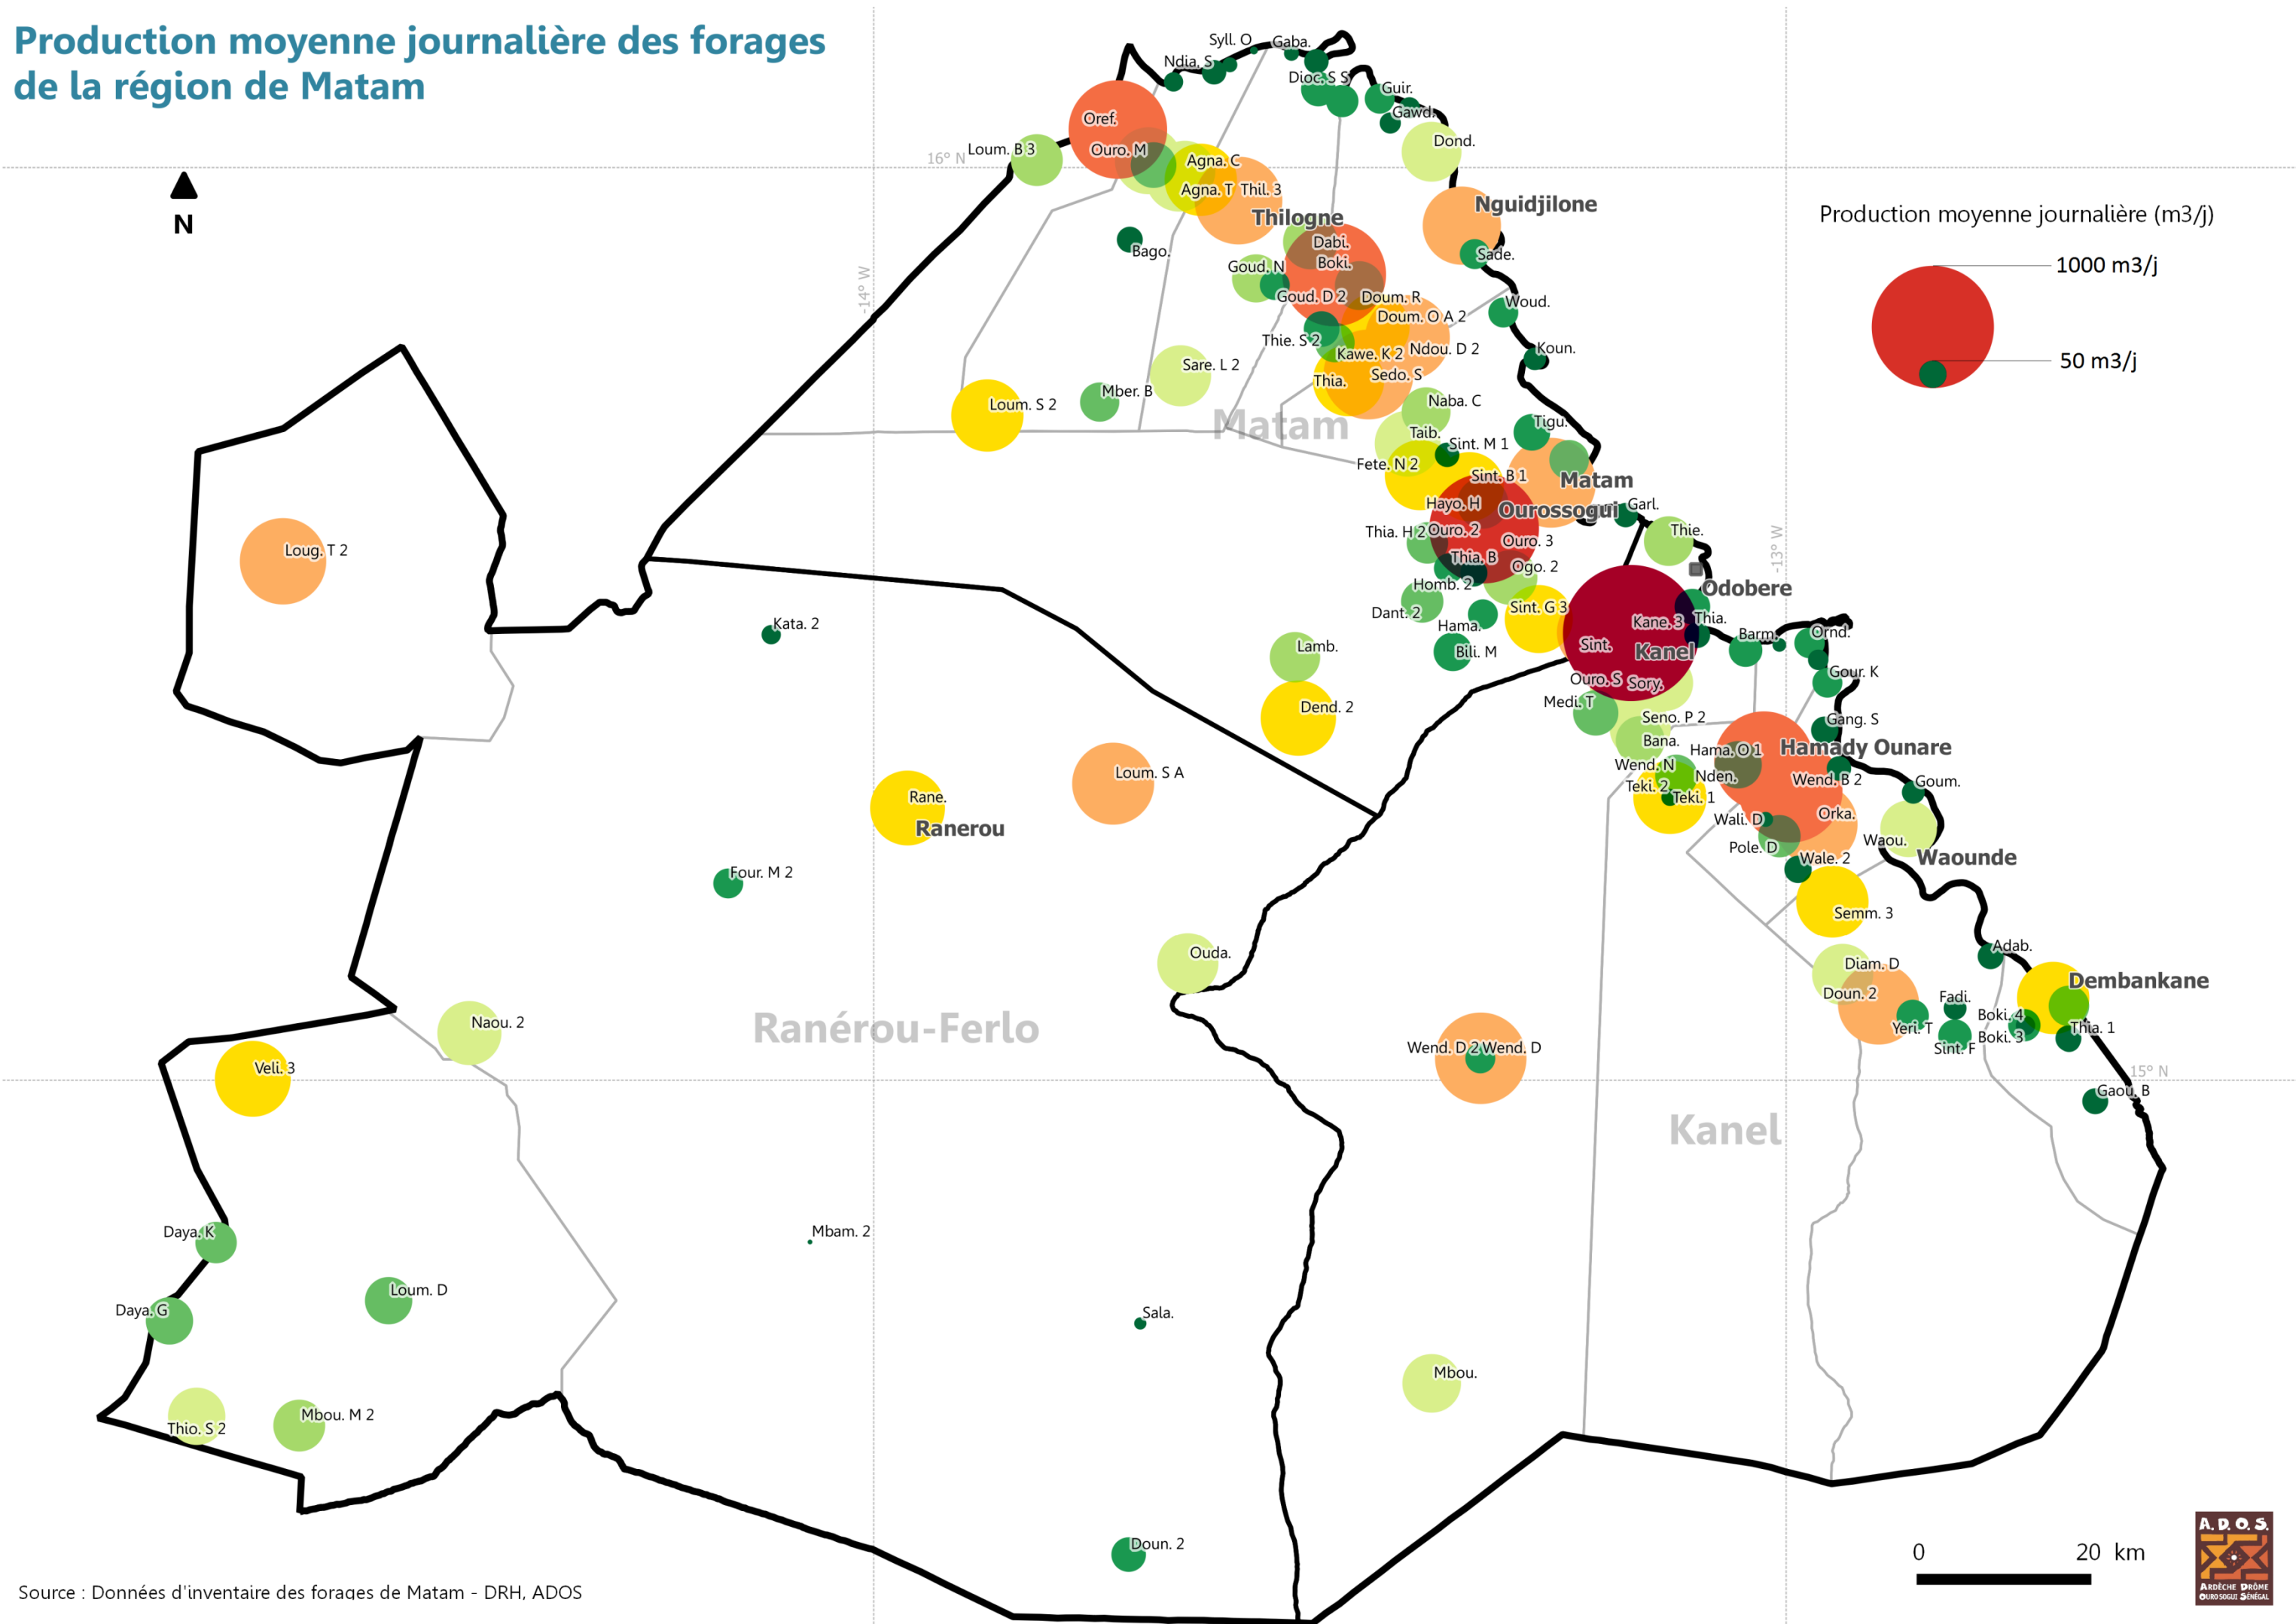 Production moyenne journalière des forages
de la région de Matam
N
16° N
-14° W
-13° W
15° N
Production moyenne journalière (m3/j)
1000 m3/j
50 m3/j
Syll. O
Gaba.
Ndia. S
Dioc. S S
Guir.
Gawd.
Oref.
Dond.
Loum. B 3
Ouro. M
Agna. C
Agna. T
Thil. 3
Nguidjilone
Thilogne
Bago.
Dabi.
Sade.
Boki.
Goud. N
Goud. D 2
Doum. R
Woud.
Doum. O A 2
Thie. S 2
Kawe. K 2
Ndou. D 2
Koun.
Sare. L 2
Thia.
Sedo. S
Mber. B
Loum. S 2
Naba. C
Matam
Taib.
Tigu.
Sint. M 1
Fete. N 2
Sint. B 1
Matam
Hayo. H
Ourossogui
Garl.
Thia. H 2
Ouro. 2
Thie.
Ouro. 3
Loug. T 2
Thia. B
Ogo. 2
Homb. 2
Odobere
Dant. 2
Sint. G 3
Kata. 2
Hama.
Kane. 3
Thia.
Barm.
Ornd.
Lamb.
Bili. M
Sint.
Kanel
Gour. K
Ouro. S
Sory.
Medi. T
Dend. 2
Seno. P 2
Gang. S
Bana.
Hama. O 1
Hamady Ounare
Loum. S A
Wend. N
Nden.
Wend. B 2
Goum.
Teki. 2
Teki. 1
Rane.
Ranerou
Wali. D
Orka.
Pole. D
Waou.
Wale. 2
Waounde
Four. M 2
Semm. 3
Ouda.
Adab.
Diam. D
Dembankane
Doun. 2
Fadi.
Naou. 2
Ranérou-Ferlo
Yeri. T
Boki. 4
Thia. 1
Sint. F
Boki. 3
Wend. D 2
Wend. D
Veli. 3
Gaou. B
Kanel
Daya. K
Mbam. 2
Loum. D
Daya. G
Sala.
Mbou.
Thio. S 2
Mbou. M 2
Doun. 2
0 20 km
Source : Données d'inventaire des forages de Matam - DRH, ADOS
A.D.O.S.
ARDÈCHE DRÔME
OUROSOGUI SÉNÉGAL